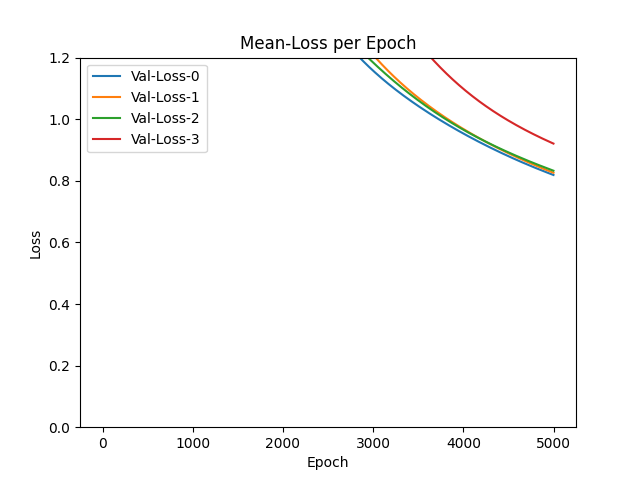 Mean-Loss per Epoch
Val-Loss-0
Val-Loss-1
Val-Loss-2
Val-Loss-3
1.2
1.0
0.8
0.6
0.4
0.2
0.0
Loss
0 1000 2000 3000 4000 5000
Epoch